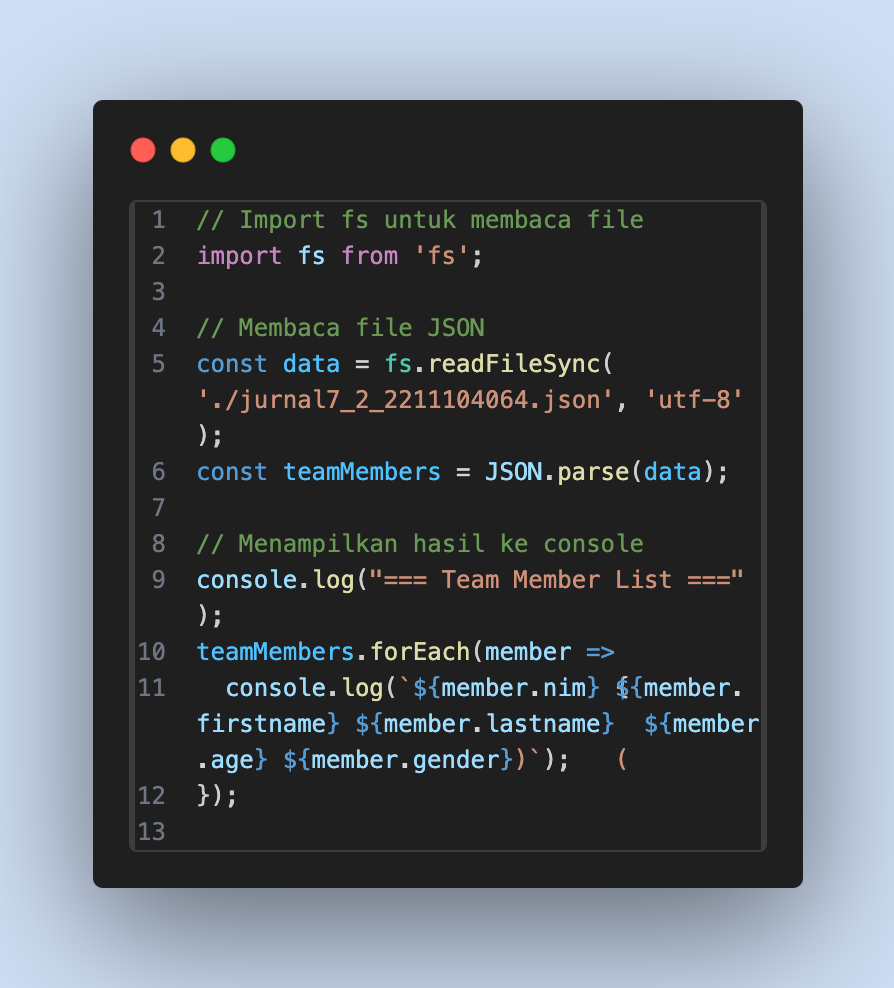 1 // Import fs untuk membaca file
2 import fs from 'fs';
3
4 // Membaca file JSON
5 const data = fs.readFileSync(
'./jurnal7_2_2211104064.json', 'utf-8'
);
6 const teamMembers = JSON.parse(data);
7
8 // Menampilkan hasil ke console
9 console.log("=== Team Member List ==="
);
10 teamMembers.forEach(member =>
11   console.log(`${member.nim} ${member.
firstname} ${member.lastname}  ${member
.age} ${member.gender})`);   (
12 });
13